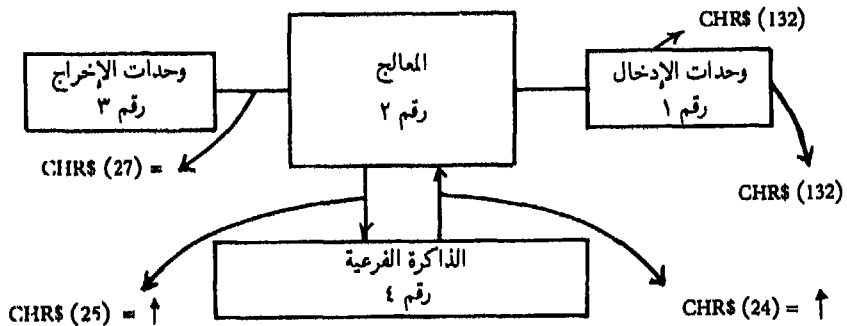 CHR$ (132)
وحدات الإدخال
رقم ١
المعالج
رقم ٢
وحدات الإخراج
رقم ٣
CHR$ (27) = ←
CHR$ (132)
الذاكرة الفرعية
رقم ٤
CHR$ (25) = ↑
CHR$ (24) = ↑